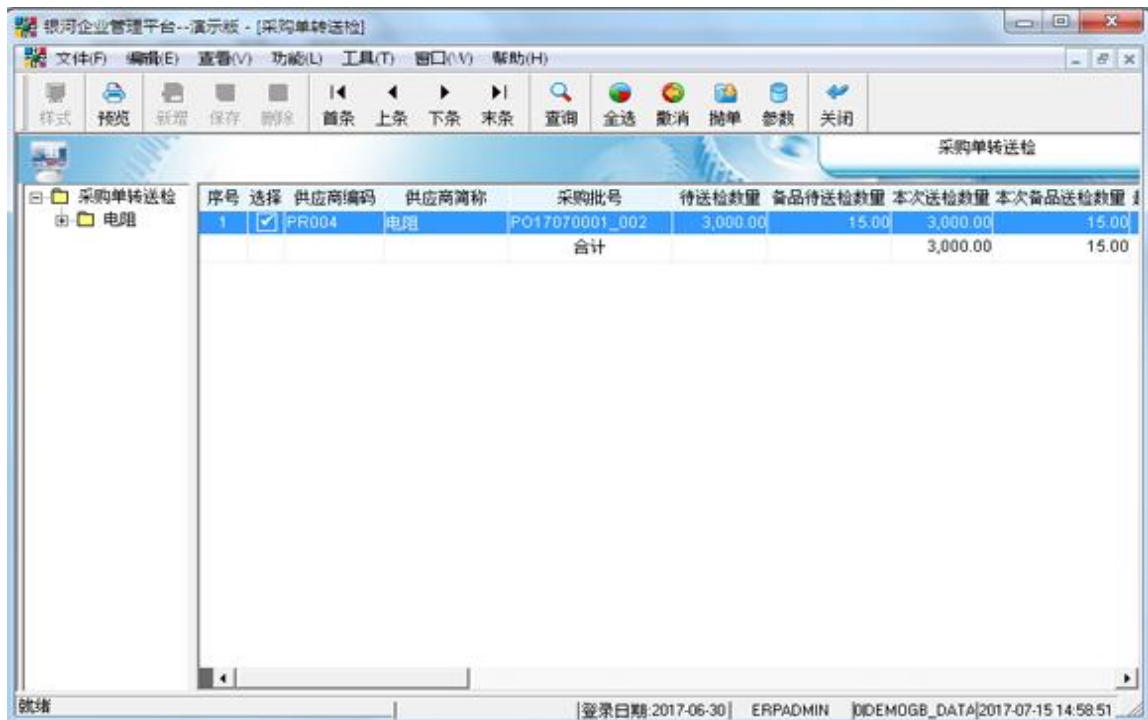 银河企业管理平台--演示版 - [采购单转送检]
文件(F) 编辑(E) 查看(V) 功能(L) 工具(T) 窗口(W) 帮助(H)
样式 预览 新增 保存 删除 首条 上条 下条 末条 查询 全选 撤消 抛单 参数 关闭
采购单转送检
采购单转送检
电阻
序号 选择 供应商编码 供应商简称 采购批号 待送检数量 备品待送检数量 本次送检数量 本次备品送检数量
1 PR004 电阻 PO17070001_002 3,000.00 15.00 3,000.00 15.00
合计 3,000.00 15.00
就绪 登录日期:2017-06-30 ERPADMIN 0|DEMOGB_DATA|2017-07-15 14:58:51